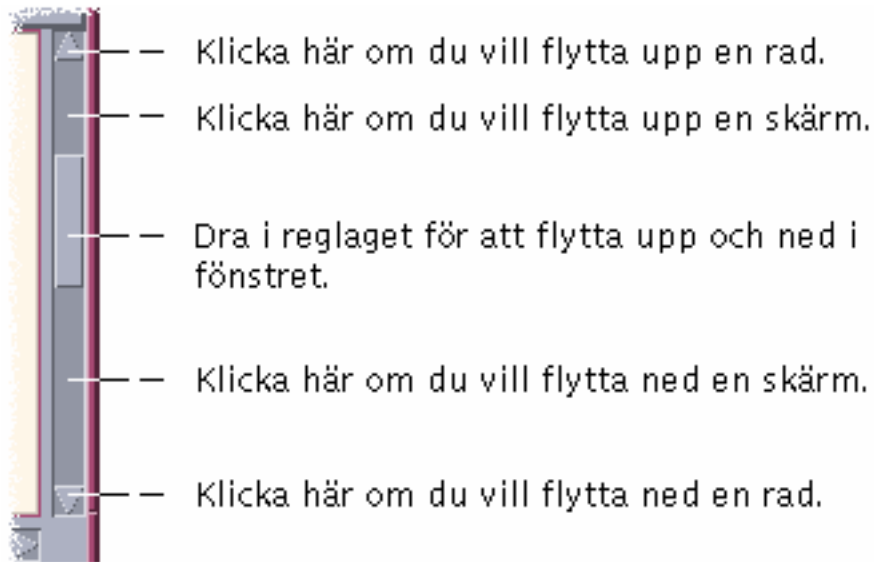 Klicka här om du vill flytta upp en rad.
Klicka här om du vill flytta upp en skärm.
Dra i reglaget för att flytta upp och ned i
fönstret.
Klicka här om du vill flytta ned en skärm.
Klicka här om du vill flytta ned en rad.